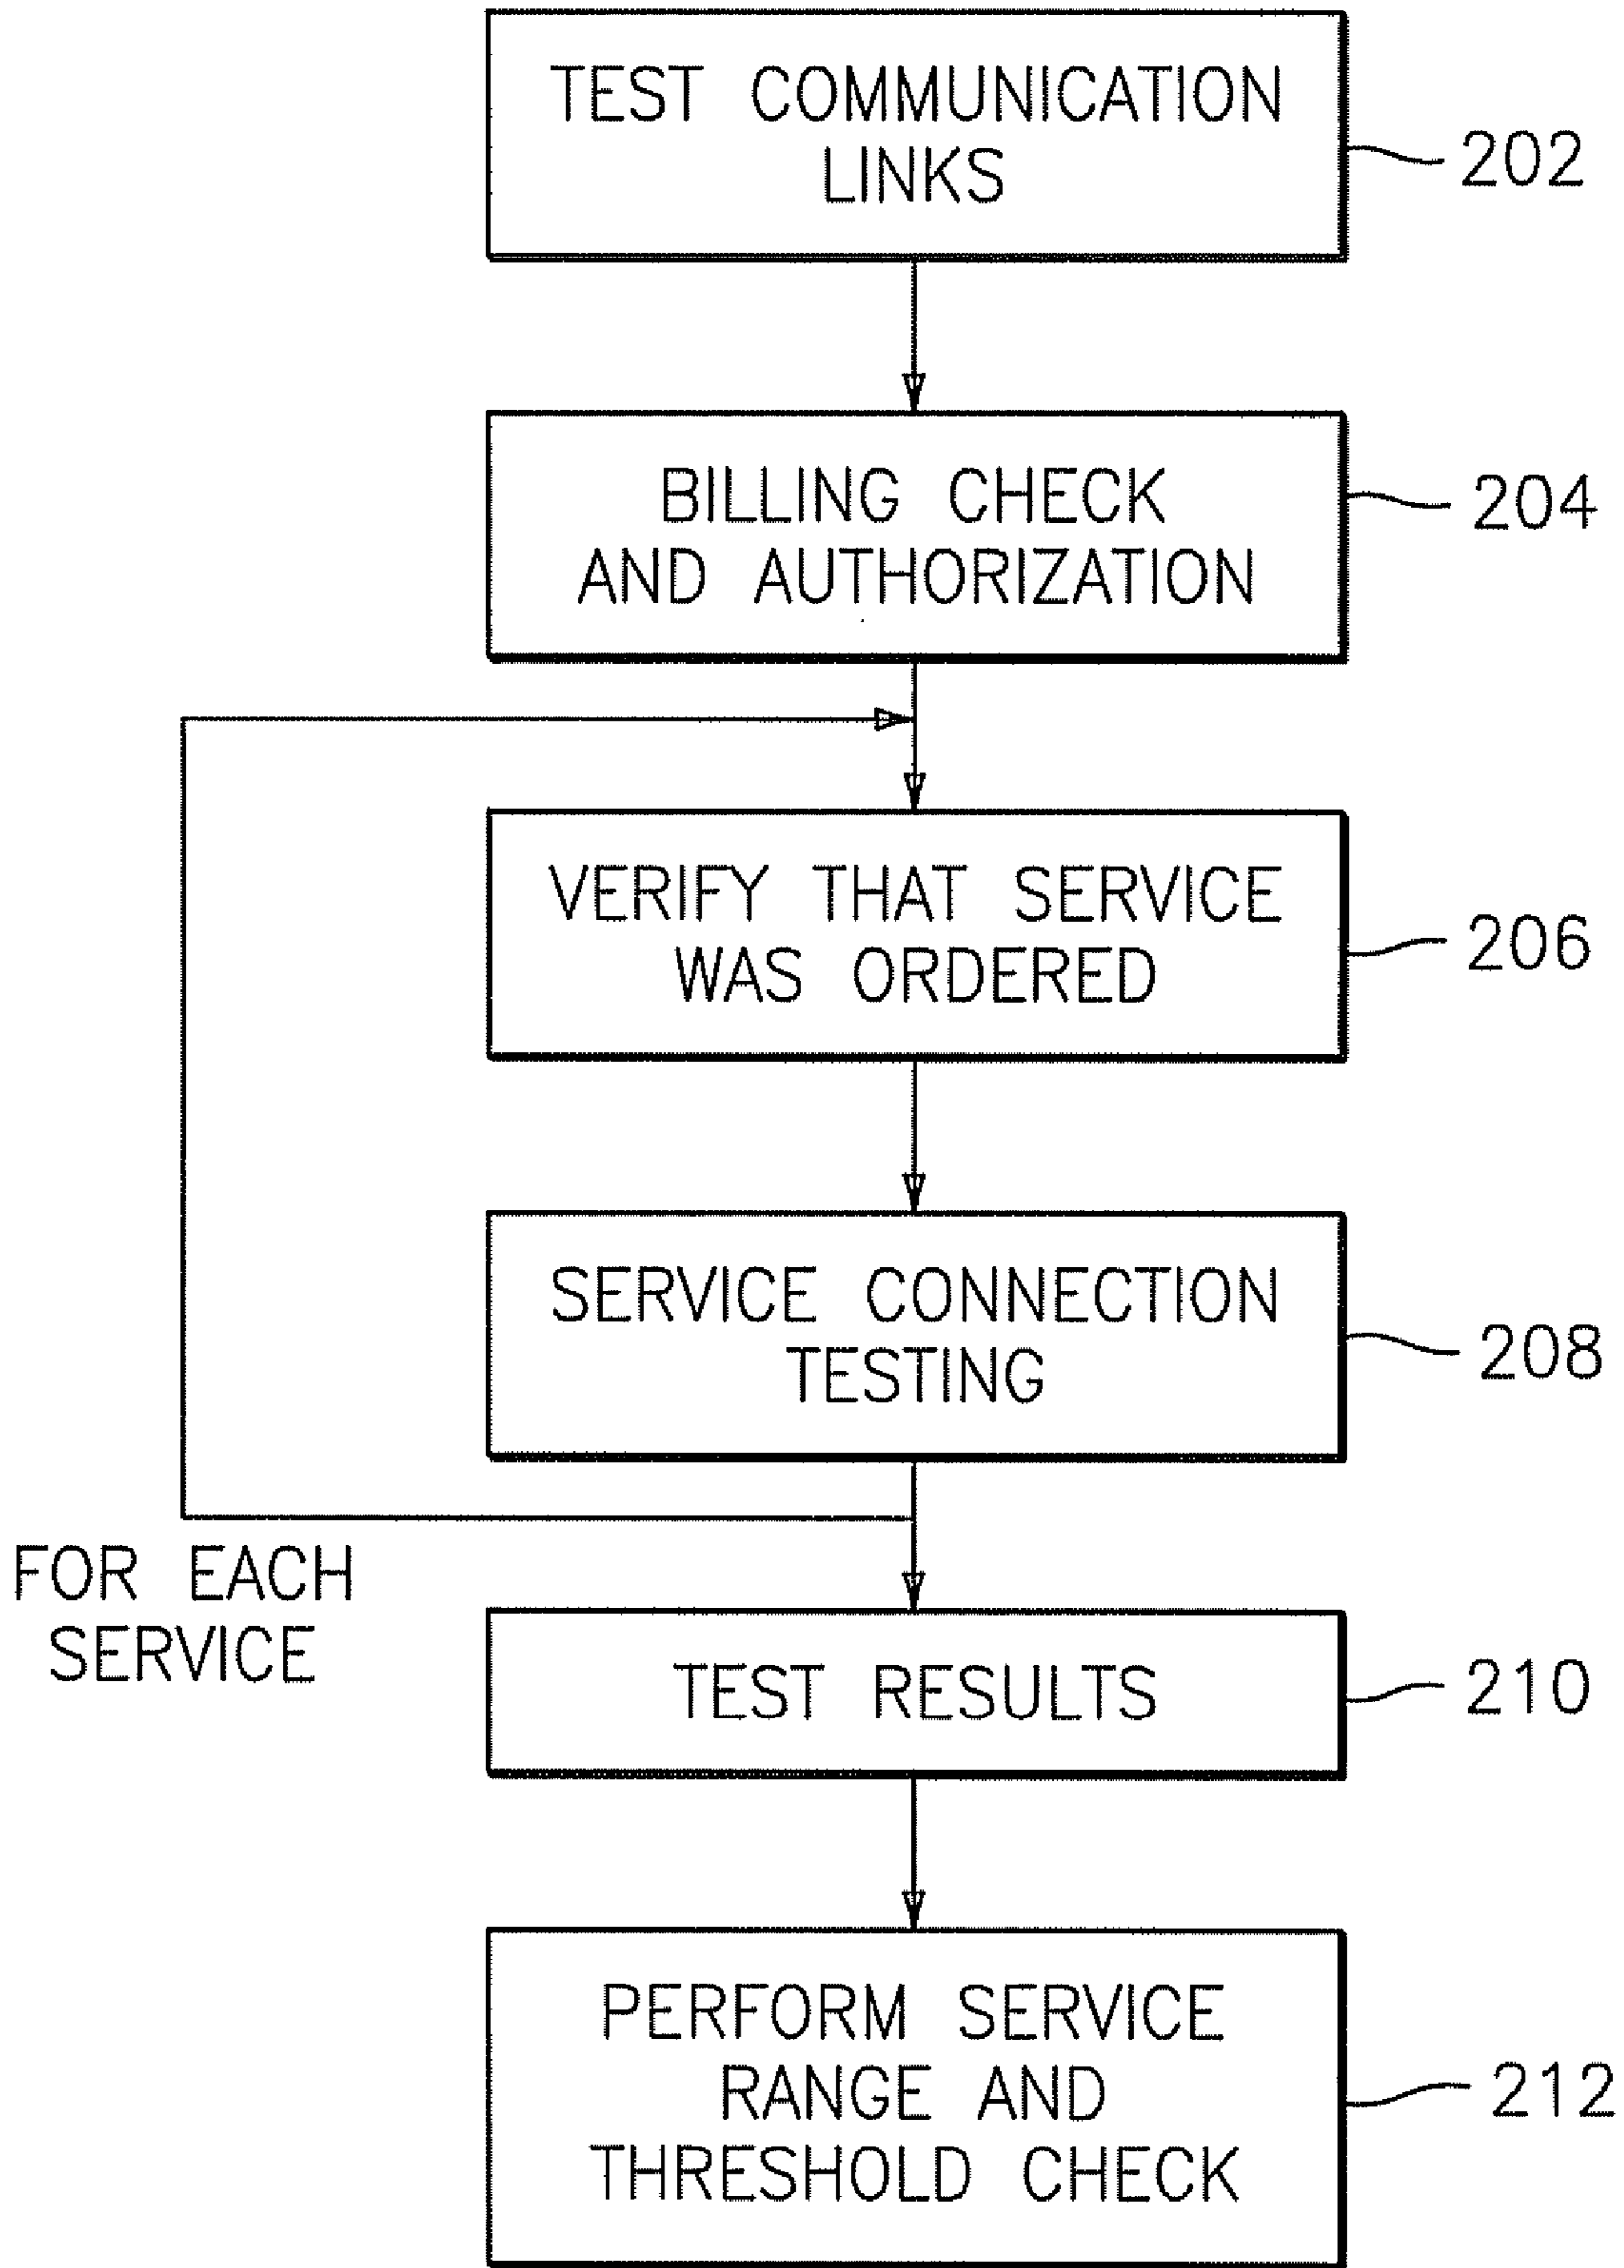 TEST COMMUNICATION
LINKS
202
BILLING CHECK
AND AUTHORIZATION
204
VERIFY THAT SERVICE
WAS ORDERED
206
SERVICE CONNECTION
TESTING
208
FOR EACH
SERVICE
TEST RESULTS
210
PERFORM SERVICE
RANGE AND
THRESHOLD CHECK
212